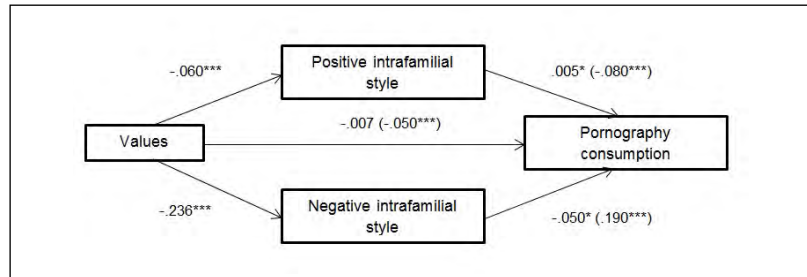 Positive intrafamilial
style
-.060***
.005* (-.080***)
-.007 (-.050***)
Values
Pornography
consumption
-.236***
Negative intrafamilial
style
-.050* (.190***)